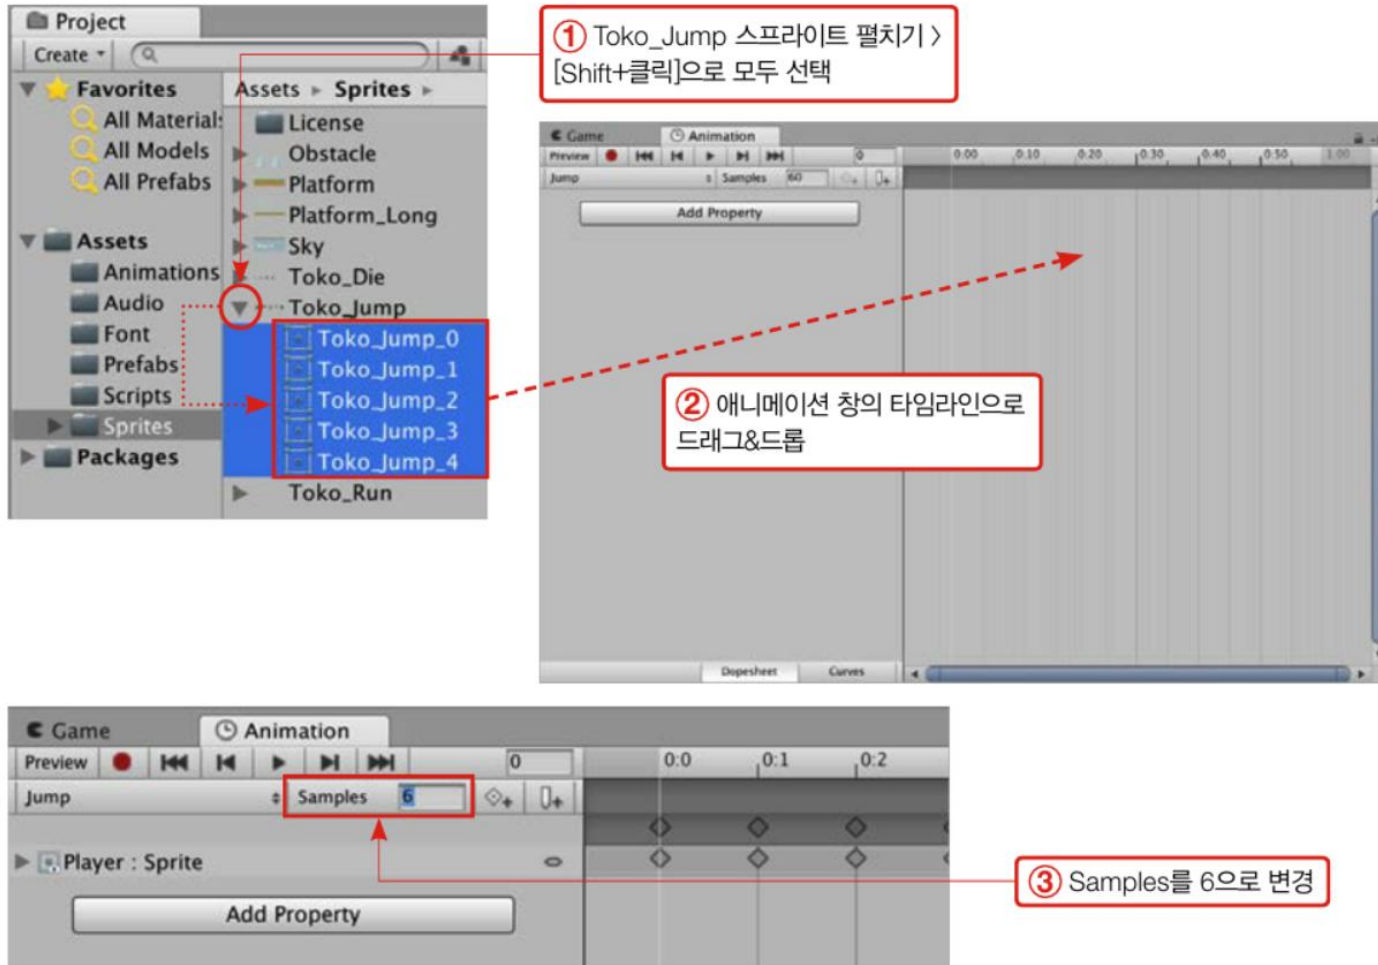 Project
① Toko_Jump 스프라이트 펼치기 >
[Shift+클릭]으로 모두 선택
Create
Favorites
All Material
All Models
All Prefabs
Assets
Animations
Audio
Font
Prefabs
Scripts
Sprites
Packages
Assets ▸ Sprites ▸
License
Obstacle
Platform
Platform_Long
Sky
Toko_Die
Toko_Jump
Toko_Jump_0
Toko_Jump_1
Toko_Jump_2
Toko_Jump_3
Toko_Jump_4
Toko_Run
Game Animation
Preview 0 0:00 0:10 0:20 0:30 0:40 0:50 1:00
Jump Samples 60
Add Property
② 애니메이션 창의 타임라인으로
드래그&드롭
Dopesheet Curves
Game Animation
Preview 0 0:0 0:1 0:2
Jump Samples 6
Player : Sprite
Add Property
③ Samples를 6으로 변경